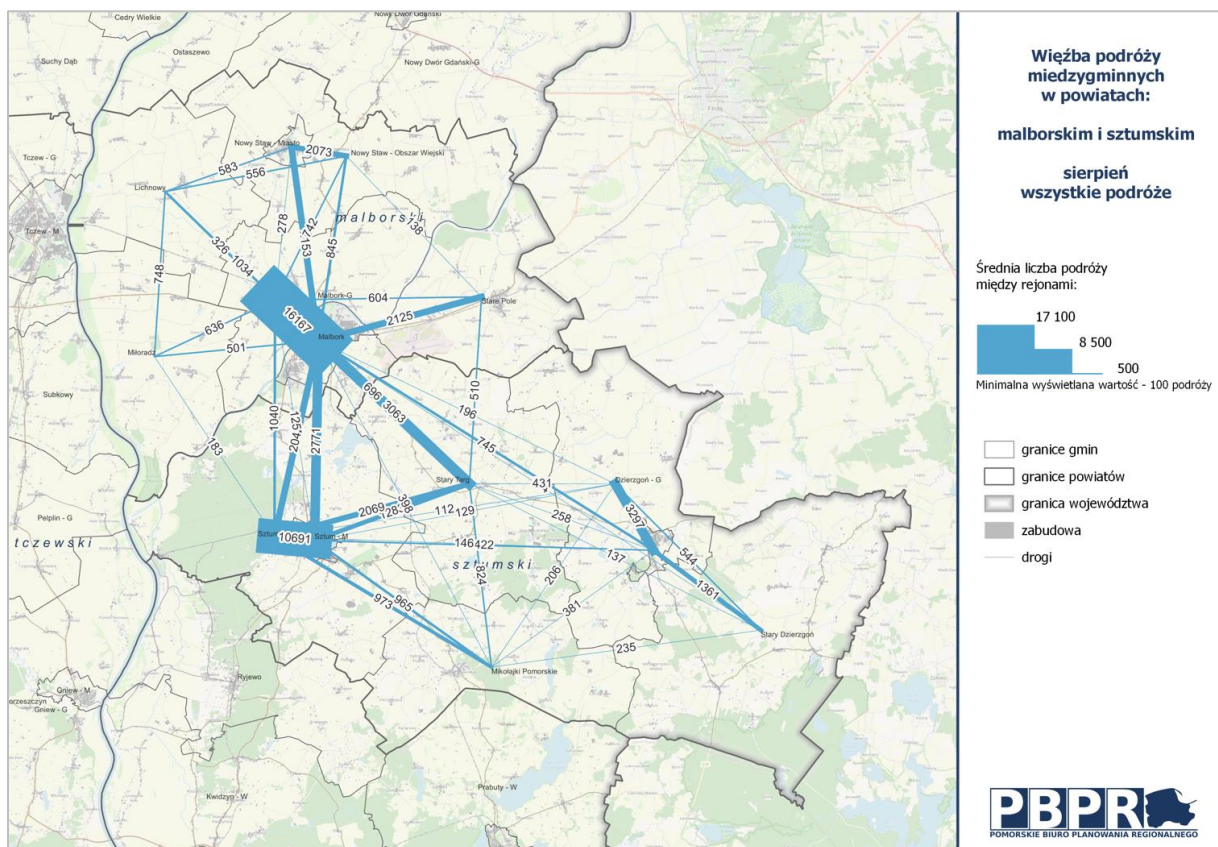 Więźba podróży
miedzygminnych
w powiatach:
malborskim i sztumskim
sierpień
wszystkie podróże
Średnia liczba podróży
między rejonami:
17 100
8 500
500
Minimalna wyświetlana wartość - 100 podróży
granice gmin
granice powiatów
granica województwa
zabudowa
drogi
PBPR
POMORSKIE BIURO PLANOWANIA REGIONALNEGO
Cedry Wielkie
Nowy Dwór Gdański
Ostaszewo
Suchy Dąb
Nowy Dwór Gdański-G
Nowy Staw - Miasto
2073
Nowy Staw - Obszar Wiejski
Tczew - G
583
556
Lichnowy
malborski
278
742
738
845
Tczew - M
326
1034
748
Malbork-G
604
Stare Pole
16167
2125
Malbork
636
Miłoradz
501
510
Subkowy
696
3063
196
1040
2771
745
183
Stary Targ
431
Dzierzgoń - G
2069
398
112
129
258
3297
Pelplin - G
tczewski
10691
Sztum - M
146
422
137
544
sztumski
824
206
1361
973
965
381
Stary Dzierzgoń
235
Mikołajki Pomorskie
Ryjewo
Gniew - M
Gniew - G
Prabuty - W
Kwidzyn - W